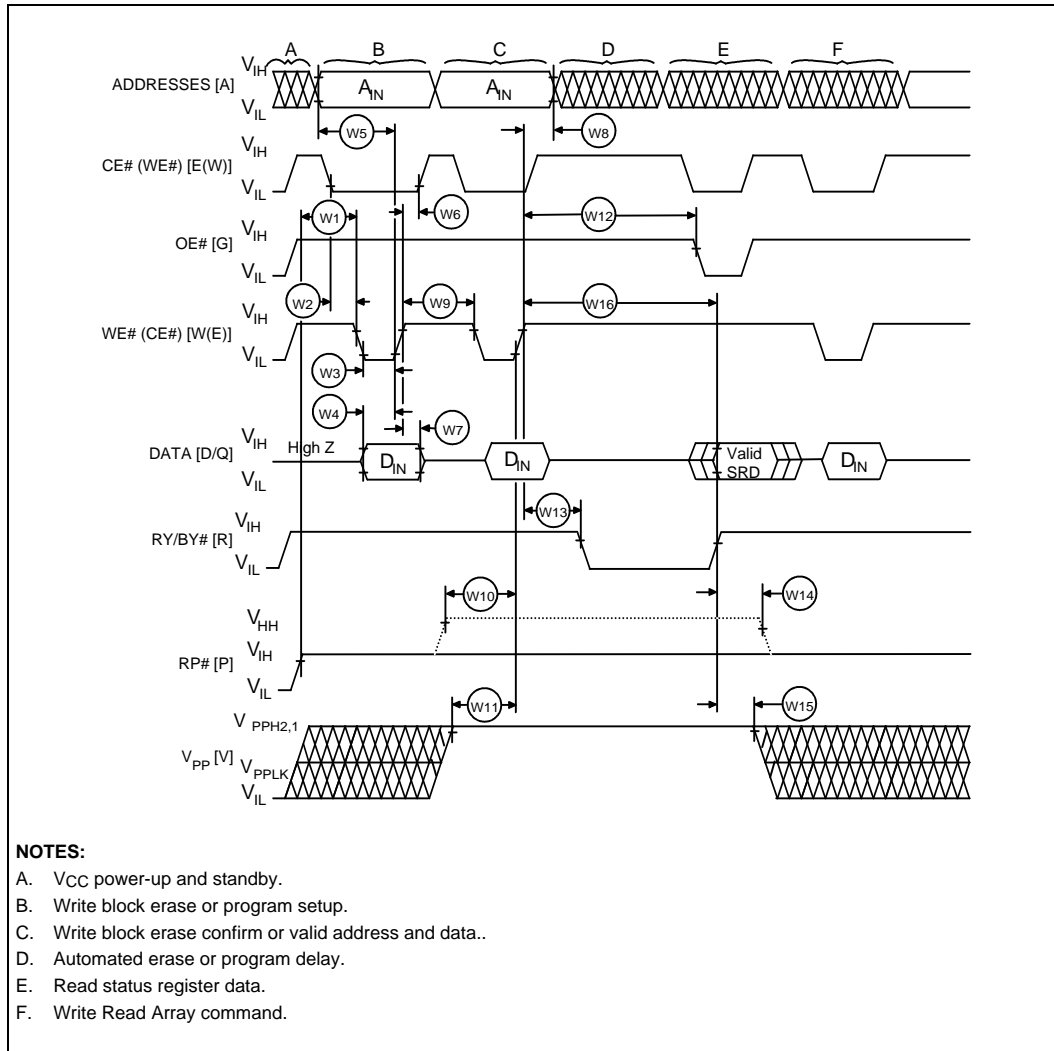 A B C D E F
VIH
ADDRESSES [A] AIN AIN
VIL
W5 W8
VIH
CE# (WE#) [E(W)]
VIL
W1 W6 W12
VIH
OE# [G]
VIL
W2 W9 W16
VIH
WE# (CE#) [W(E)]
VIL
W3
W4 W7
VIH High Z Valid
DATA [D/Q] DIN DIN SRD DIN
VIL
W13
VIH
RY/BY# [R]
VIL
W10 W14
VHH
VIH
RP# [P]
VIL
W11 W15
V PPH2,1
VPP [V] VPPLK
VIL
NOTES:
A. VCC power-up and standby.
B. Write block erase or program setup.
C. Write block erase confirm or valid address and data..
D. Automated erase or program delay.
E. Read status register data.
F. Write Read Array command.